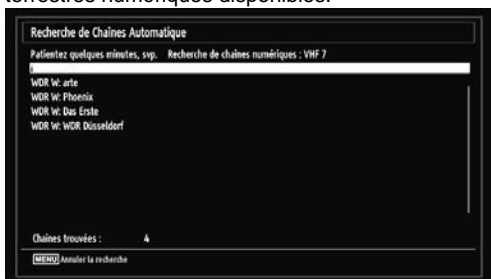 terrestres numériques disponibles.
Recherche de Chaines Automatique
Patientez quelques minutes, svp. Recherche de chaînes numériques : VHF 7
WDR W: arte
WDR W: Phoenix
WDR W: Das Erste
WDR W: WDR Düsseldorf
Chaînes trouvées : 4
MENU Annuler la recherche